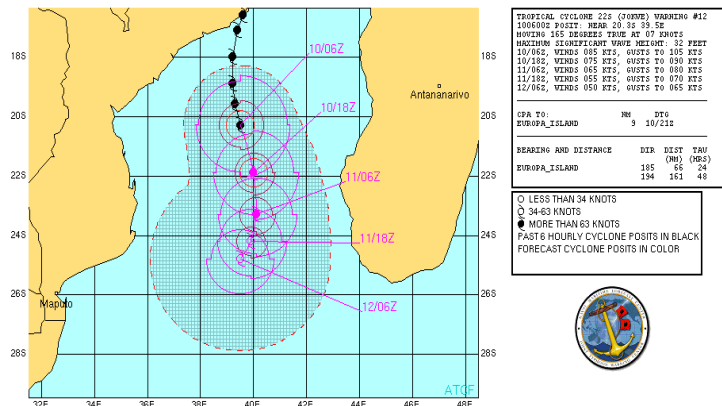 TROPICAL CYCLONE 22S (JOKWE) WARNING #12
100600Z POSIT: NEAR 20.8S 39.5E
MOVING 165 DEGREES TRUE AT 07 KNOTS
MAXIMUM SIGNIFICANT WAVE HEIGHT: 32 FEET
10/06Z, WINDS 085 KTS, GUSTS TO 105 KTS
10/18Z, WINDS 075 KTS, GUSTS TO 090 KTS
11/06Z, WINDS 065 KTS, GUSTS TO 080 KTS
11/18Z, WINDS 055 KTS, GUSTS TO 070 KTS
12/06Z, WINDS 050 KTS, GUSTS TO 065 KTS
CPA TO: NM DTG
EUROPA_ISLAND 9 10/21Z
BEARING AND DISTANCE DIR DIST TAU
(NM) (HRS)
EUROPA_ISLAND 185 66 24
194 161 48
LESS THAN 34 KNOTS
34-63 KNOTS
MORE THAN 63 KNOTS
PAST 6 HOURLY CYCLONE POSITS IN BLACK
FORECAST CYCLONE POSITS IN COLOR
10/06Z
10/18Z
11/06Z
11/18Z
12/06Z
Antananarivo
Maputo
ATCF
18S
20S
22S
24S
26S
28S
18S
20S
22S
24S
26S
28S
32E
34E
36E
38E
40E
42E
44E
46E
48E